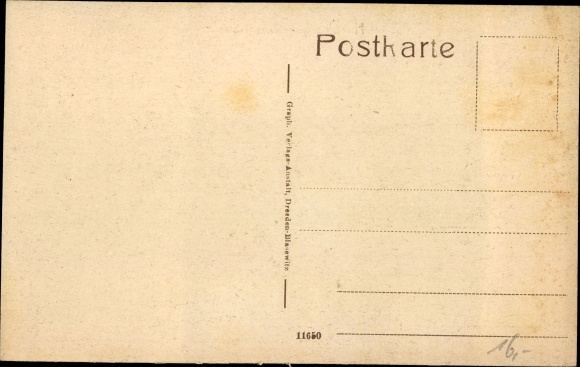 Postkarte
Graph. Verlags-Anstalt, Dresden-Blasewitz
11650
16,-